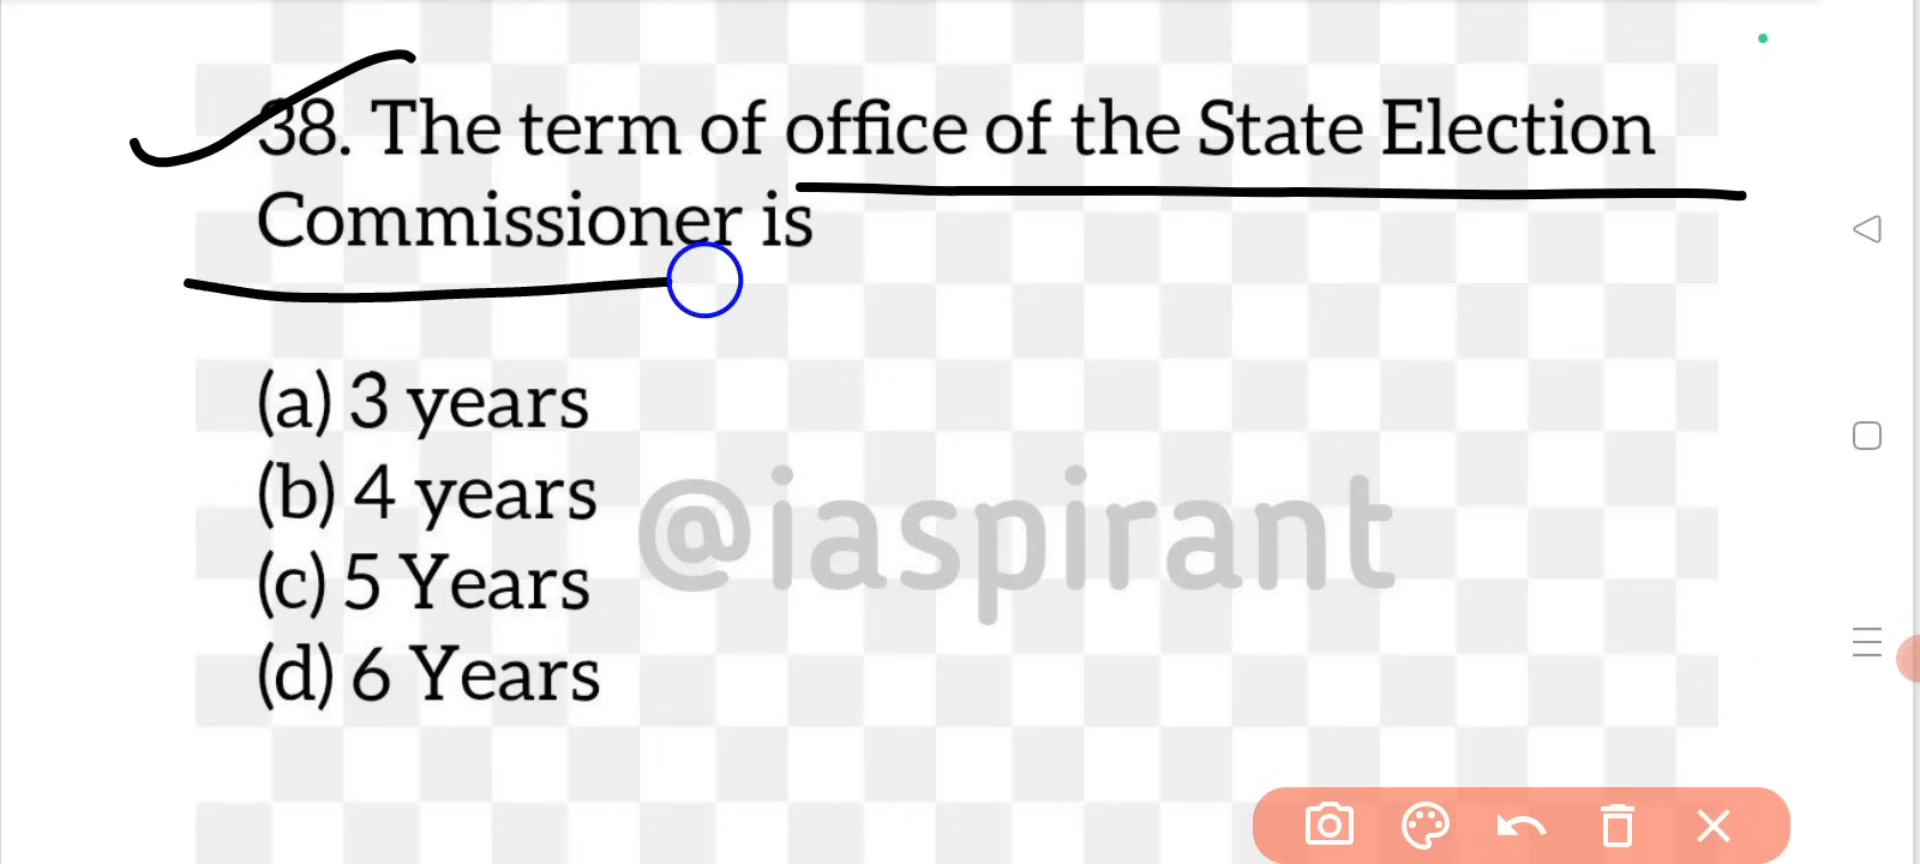 38. The term of office of the State Election
Commissioner is
(a) 3 years
(b) 4 years
(c) 5 Years
(d) 6 Years
@iaspirant